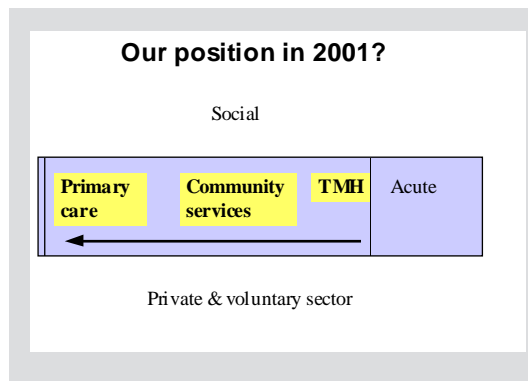 Our position in 2001?
Social
Primary care
Community services
TMH
Acute
Private & voluntary sector